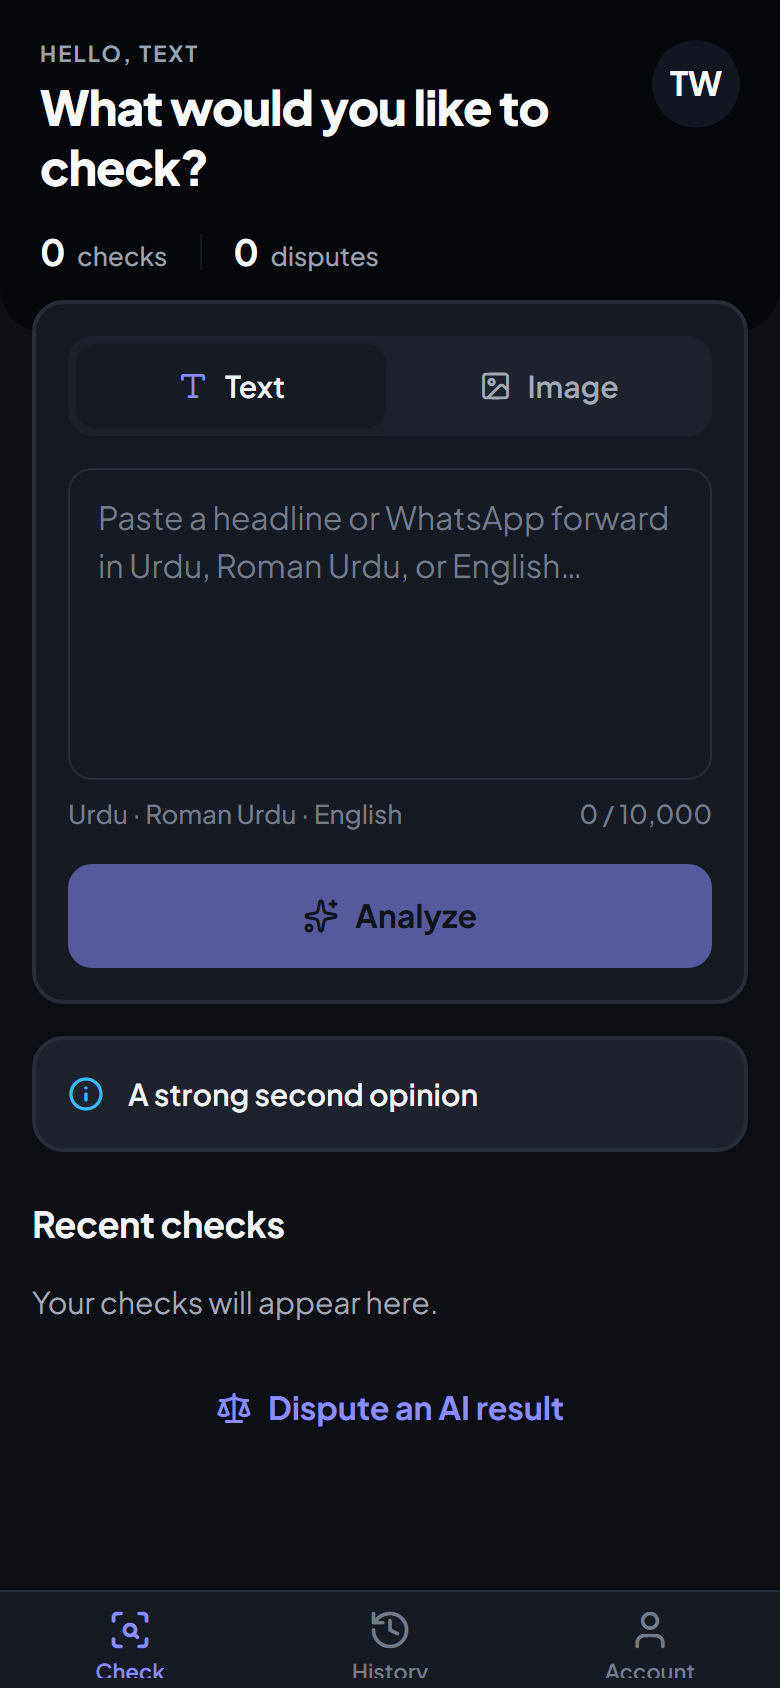 HELLO, TEXT
TW
What would you like to
check?
0 checks
0 disputes
Text
Image
Paste a headline or WhatsApp forward
in Urdu, Roman Urdu, or English...
Urdu · Roman Urdu · English
0 / 10,000
Analyze
A strong second opinion
Recent checks
Your checks will appear here.
Dispute an AI result
Check
History
Account